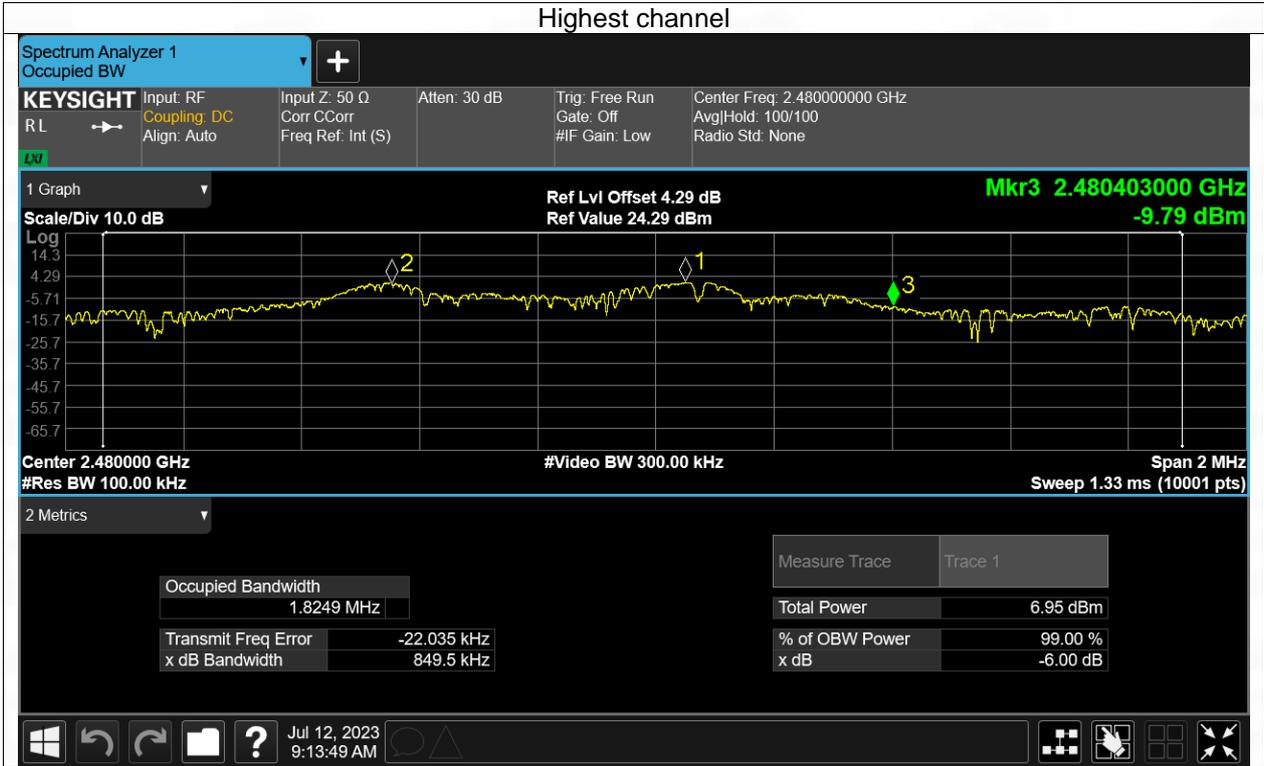 Highest channel
Spectrum Analyzer 1
Occupied BW
KEYSIGHT
R L
LXI
Input: RF
Coupling: DC
Align: Auto
Input Z: 50 Ω
Corr CCorr
Freq Ref: Int (S)
Atten: 30 dB
Trig: Free Run
Gate: Off
#IF Gain: Low
Center Freq: 2.480000000 GHz
Avg|Hold: 100/100
Radio Std: None
1 Graph
Scale/Div 10.0 dB
Ref Lvl Offset 4.29 dB
Ref Value 24.29 dBm
Mkr3 2.480403000 GHz
-9.79 dBm
Log
14.3
4.29
-5.71
-15.7
-25.7
-35.7
-45.7
-55.7
-65.7
2
1
3
Center 2.480000 GHz
#Res BW 100.00 kHz
#Video BW 300.00 kHz
Span 2 MHz
Sweep 1.33 ms (10001 pts)
2 Metrics
Occupied Bandwidth
1.8249 MHz
Transmit Freq Error -22.035 kHz
x dB Bandwidth 849.5 kHz
Measure Trace Trace 1
Total Power 6.95 dBm
% of OBW Power 99.00 %
x dB -6.00 dB
?
Jul 12, 2023
9:13:49 AM